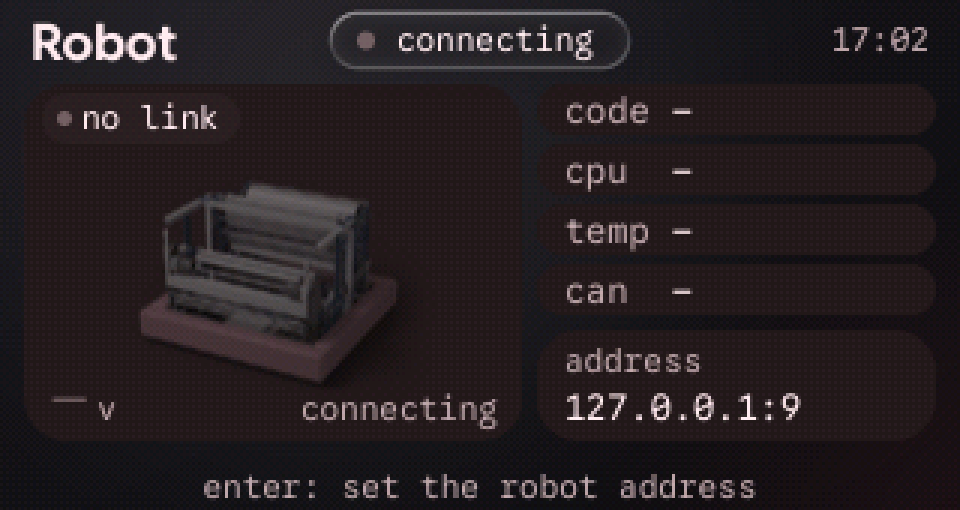 Robot
connecting
17:02
no link
— v
connecting
code –
cpu –
temp –
can –
address
127.0.0.1:9
enter: set the robot address